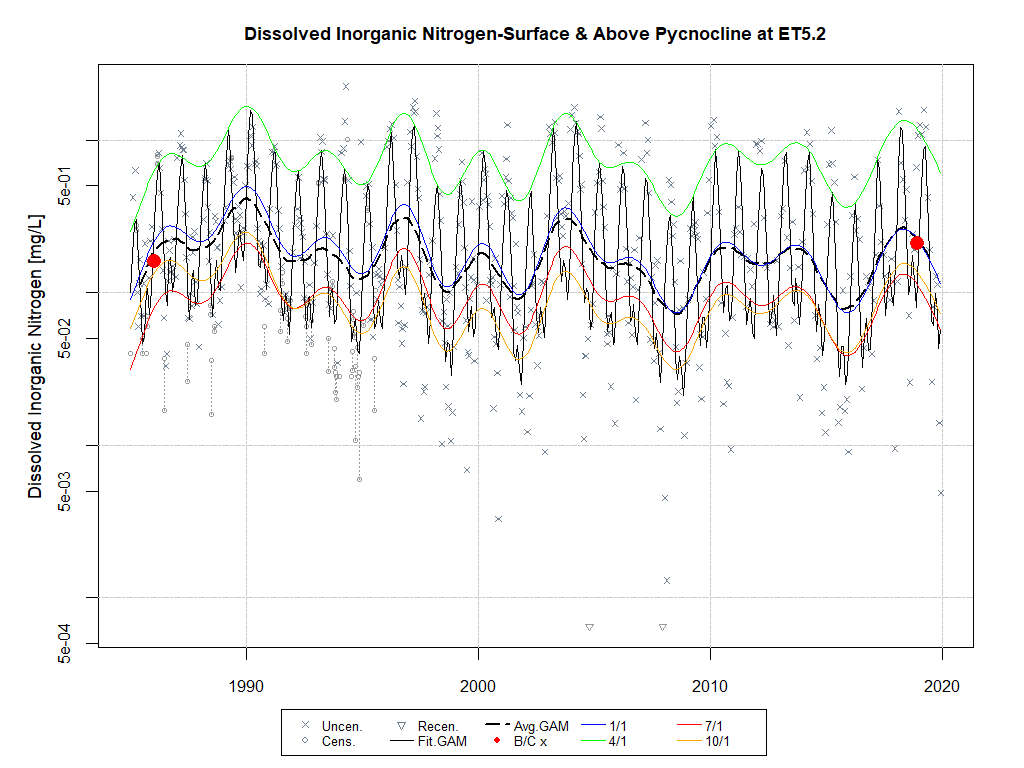 Dissolved Inorganic Nitrogen-Surface & Above Pycnocline at ET5.2
Dissolved Inorganic Nitrogen [mg/L]
5e-01
5e-02
5e-03
5e-04
1990 2000 2010 2020
Uncen. Recen. Avg.GAM 1/1 7/1
Cens. Fit.GAM B/C x 4/1 10/1